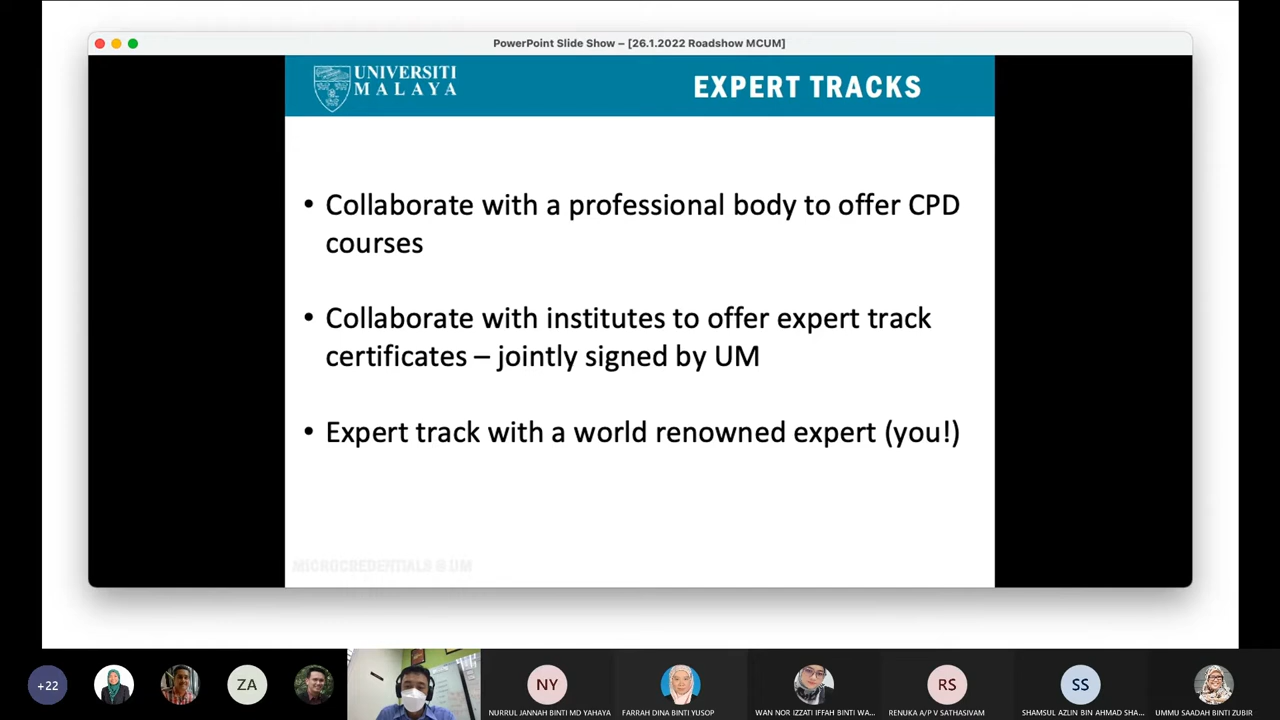 PowerPoint Slide Show – [26.1.2022 Roadshow MCUM]
UNIVERSITI
MALAYA
EXPERT TRACKS
• Collaborate with a professional body to offer CPD
courses
• Collaborate with institutes to offer expert track
certificates – jointly signed by UM
• Expert track with a world renowned expert (you!)
MICROCREDENTIALS @ UM
+22
ZA
NY
RS
SS
NURRUL JANNAH BINTI MD YAHAYA
FARRAH DINA BINTI YUSOP
WAN NOR IZZATI IFFAH BINTI WA...
RENUKA A/P V SATHASIVAM
SHAMSUL AZLIN BIN AHMAD SHA...
UMMU SAADAH BINTI ZUBIR